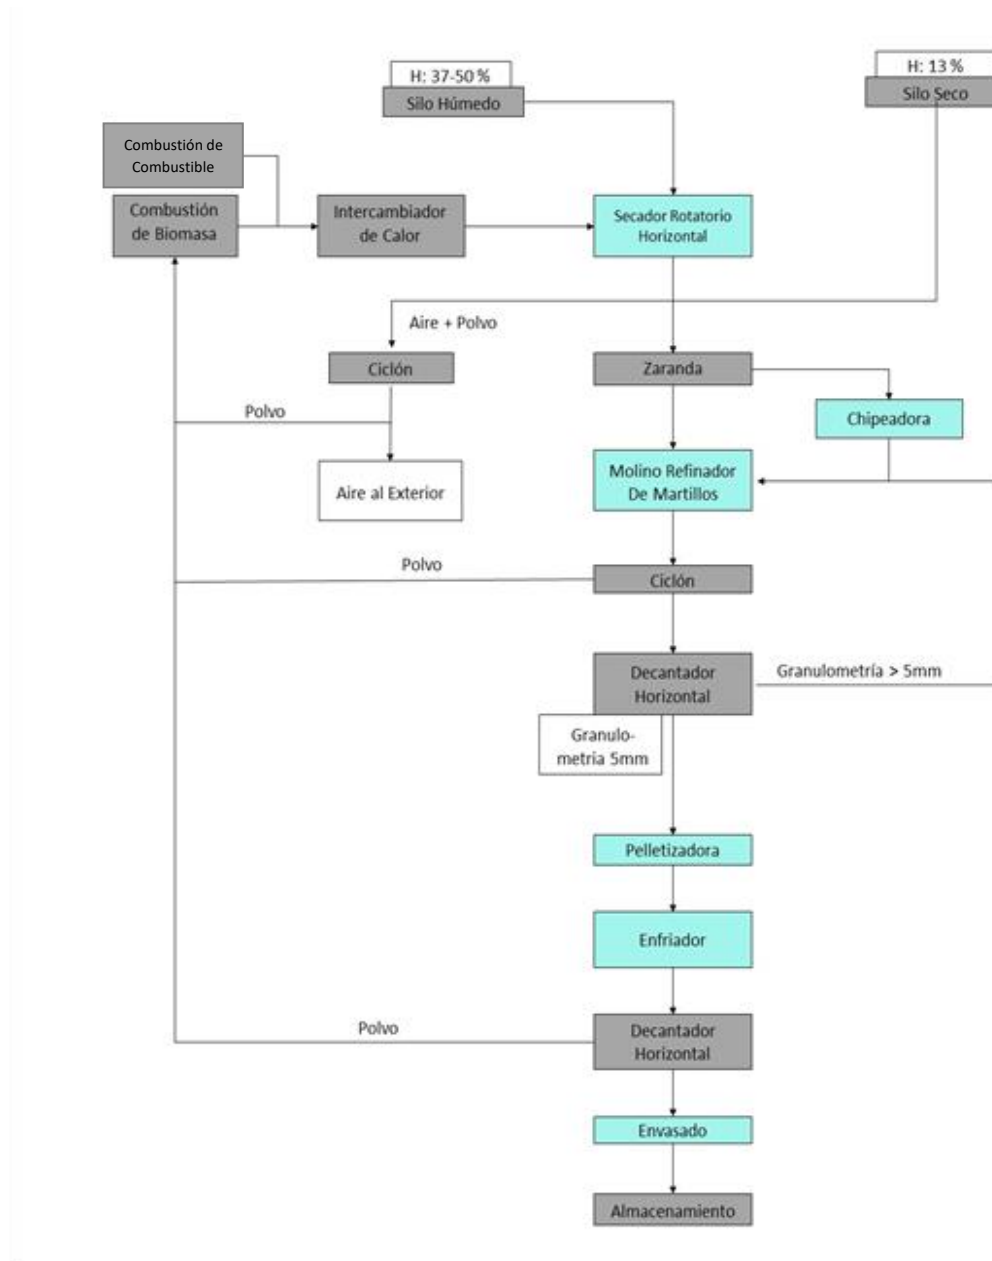 H: 37-50 %
Silo Húmedo
H: 13 %
Silo Seco
Combustión de
Combustible
Combustión
de Biomasa
Intercambiador
de Calor
Secador Rotatorio
Horizontal
Aire + Polvo
Ciclón
Zaranda
Polvo
Chipeadora
Aire al Exterior
Molino Refinador
De Martillos
Polvo
Ciclón
Decantador
Horizontal
Granulometría > 5mm
Granulo-
metria 5mm
Pelletizadora
Enfriador
Polvo
Decantador
Horizontal
Envasado
Almacenamiento